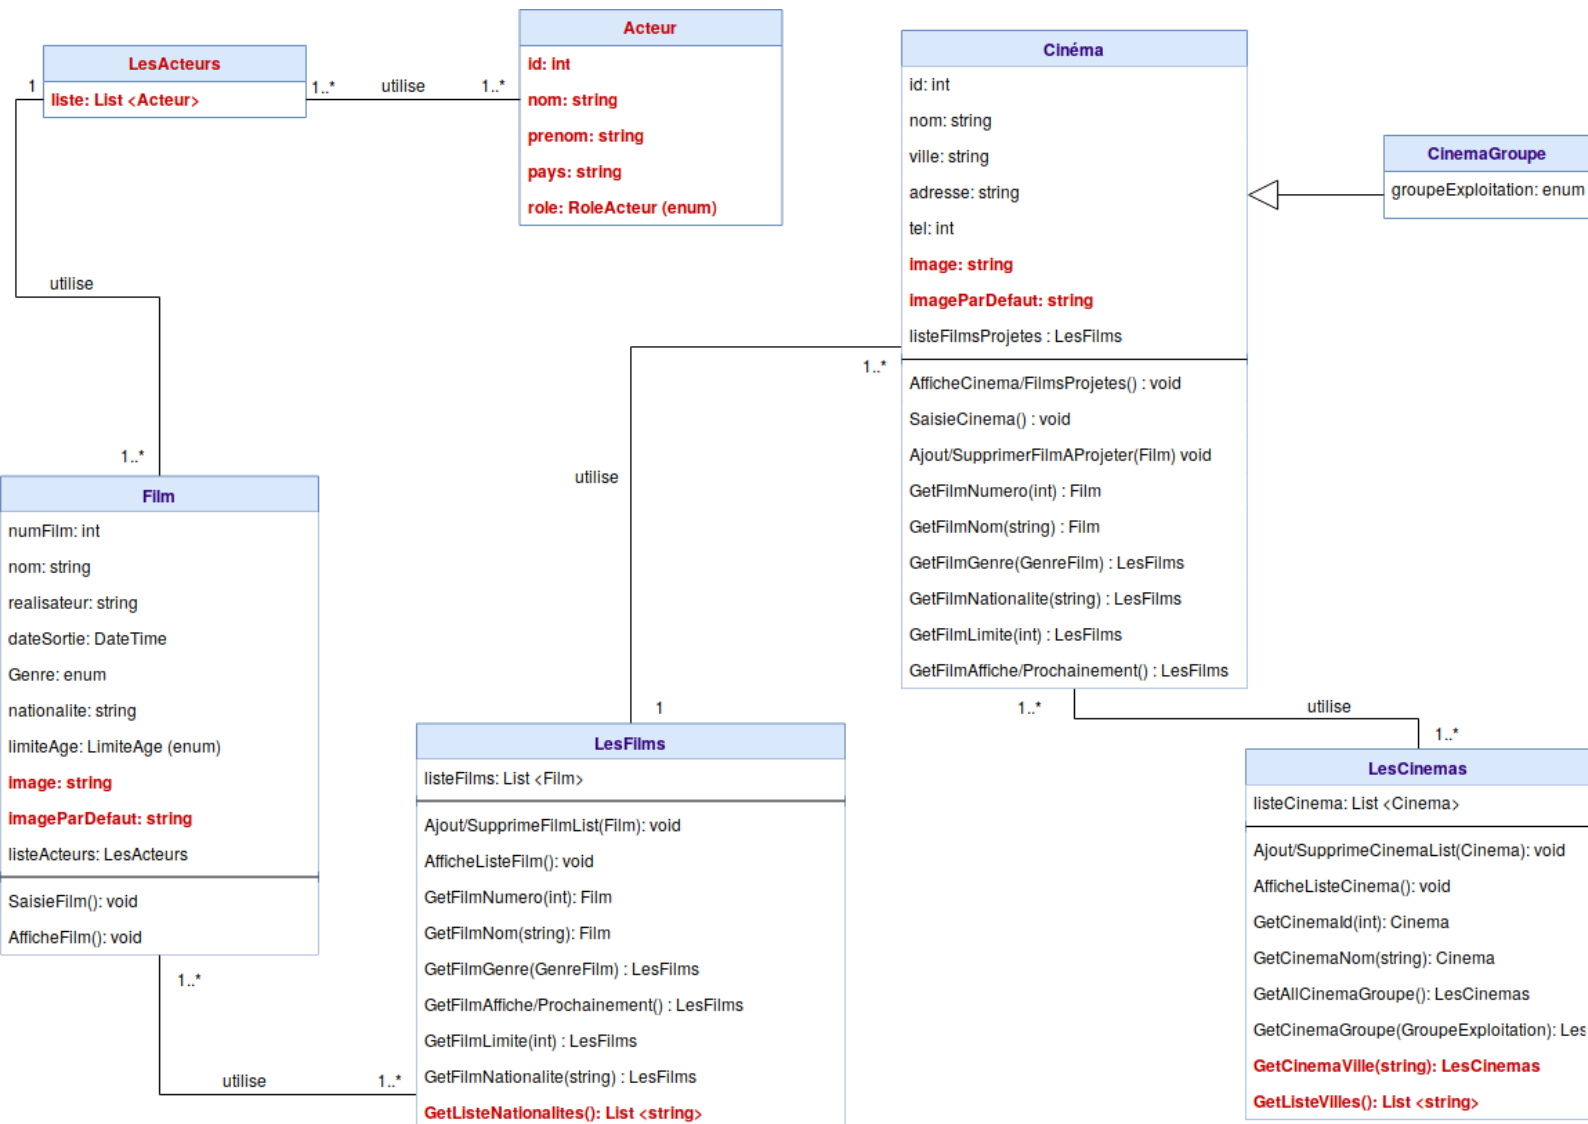 LesActeurs
liste: List <Acteur>
1
1..*
utilise
1..*
Acteur
id: int
nom: string
prenom: string
pays: string
role: RoleActeur (enum)
utilise
1..*
Cinéma
id: int
nom: string
ville: string
adresse: string
tel: int
image: string
imageParDefaut: string
listeFilmsProjetes : LesFilms
AfficheCinema/FilmsProjetes() : void
SaisieCinema() : void
Ajout/SupprimerFilmAProjeter(Film) void
GetFilmNumero(int) : Film
GetFilmNom(string) : Film
GetFilmGenre(GenreFilm) : LesFilms
GetFilmNationalite(string) : LesFilms
GetFilmLimite(int) : LesFilms
GetFilmAffiche/Prochainement() : LesFilms
CinemaGroupe
groupeExploitation: enum
1..*
utilise
1
Film
numFilm: int
nom: string
realisateur: string
dateSortie: DateTime
Genre: enum
nationalite: string
limiteAge: LimiteAge (enum)
image: string
imageParDefaut: string
listeActeurs: LesActeurs
SaisieFilm(): void
AfficheFilm(): void
1..*
utilise
1..*
LesFilms
listeFilms: List <Film>
Ajout/SupprimeFilmList(Film): void
AfficheListeFilm(): void
GetFilmNumero(int): Film
GetFilmNom(string): Film
GetFilmGenre(GenreFilm) : LesFilms
GetFilmAffiche/Prochainement() : LesFilms
GetFilmLimite(int) : LesFilms
GetFilmNationalite(string) : LesFilms
GetListeNationalites(): List <string>
1..*
utilise
1..*
LesCinemas
listeCinema: List <Cinema>
Ajout/SupprimeCinemaList(Cinema): void
AfficheListeCinema(): void
GetCinemaId(int): Cinema
GetCinemaNom(string): Cinema
GetAllCinemaGroupe(): LesCinemas
GetCinemaGroupe(GroupeExploitation): Les
GetCinemaVille(string): LesCinemas
GetListeVilles(): List <string>